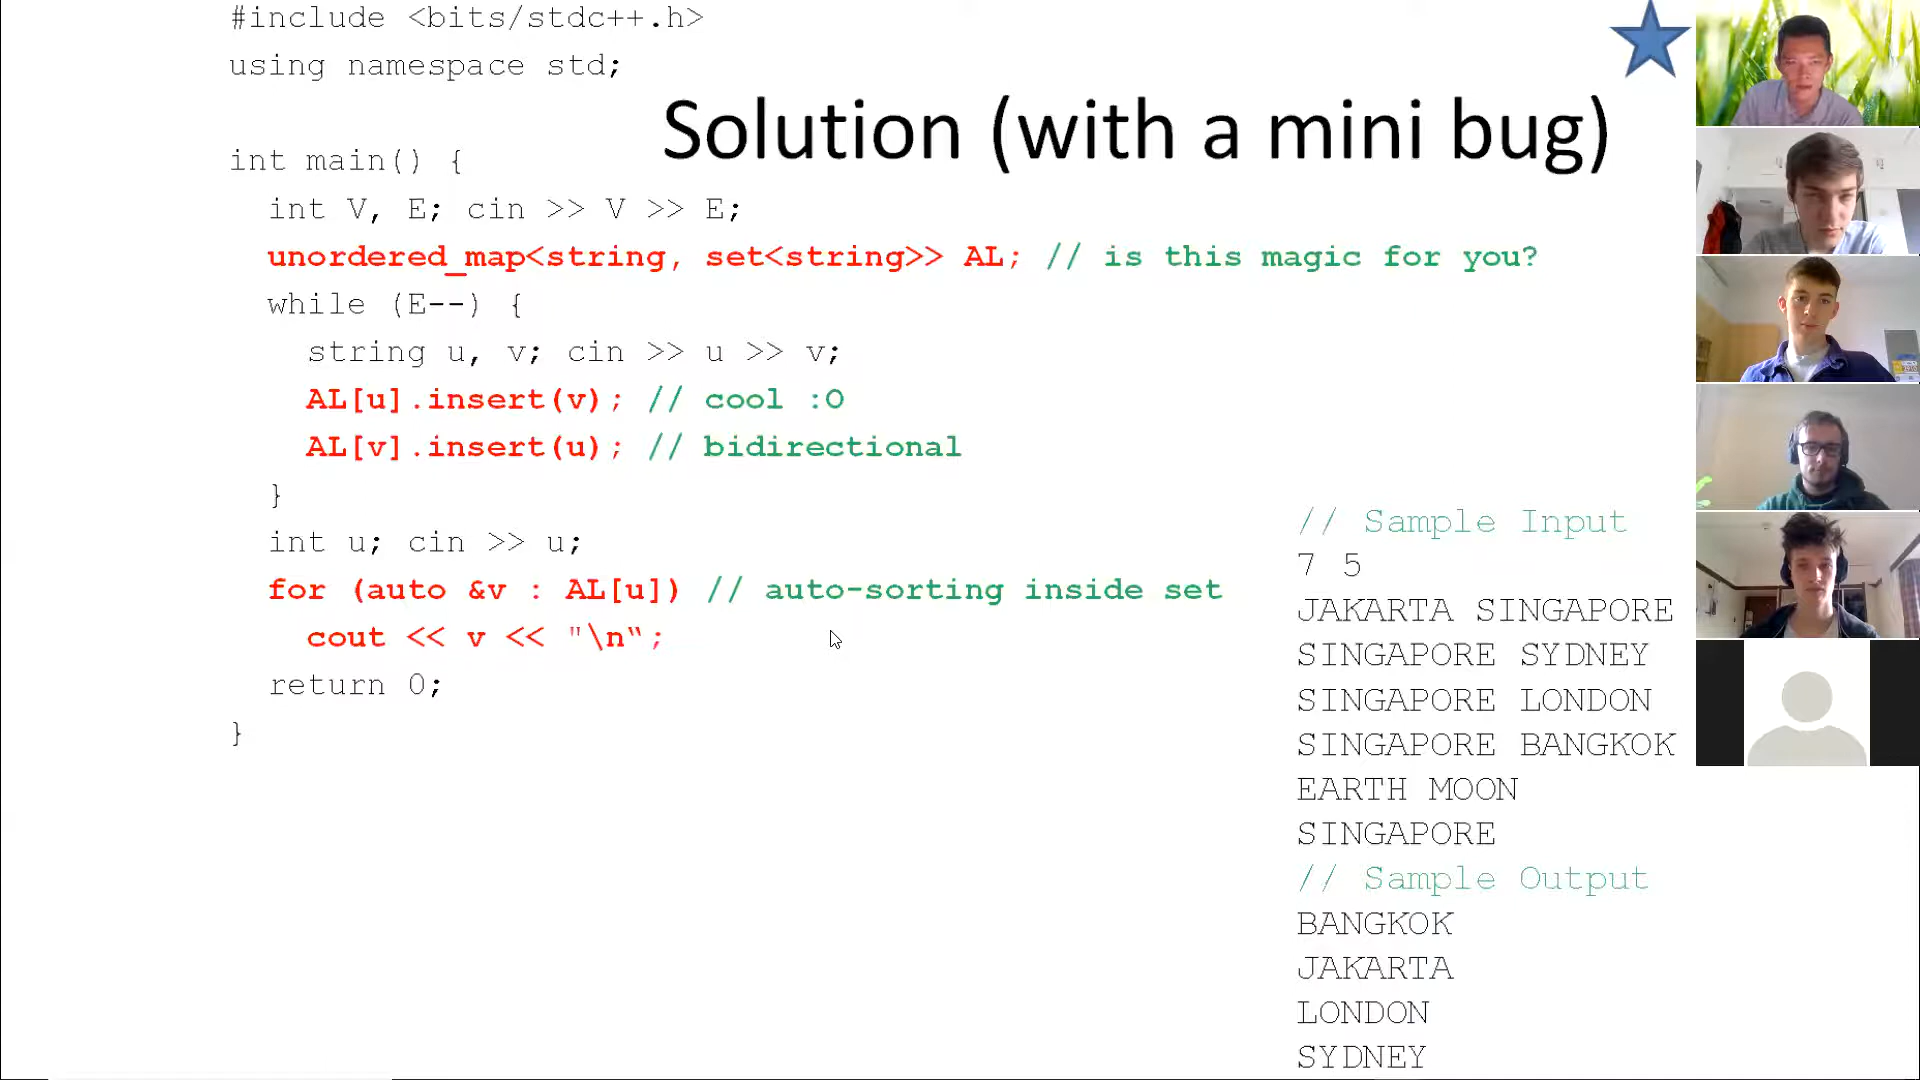 #include <bits/stdc++.h>
using namespace std;
Solution (with a mini bug)
int main() {
int V, E; cin >> V >> E;
unordered_map<string, set<string>> AL; // is this magic for you?
while (E--) {
string u, v; cin >> u >> v;
AL[u].insert(v); // cool :O
AL[v].insert(u); // bidirectional
}
int u; cin >> u;
for (auto &v : AL[u]) // auto-sorting inside set
cout << v << "\n“;
return 0;
}
// Sample Input
7 5
JAKARTA SINGAPORE
SINGAPORE SYDNEY
SINGAPORE LONDON
SINGAPORE BANGKOK
EARTH MOON
SINGAPORE
// Sample Output
BANGKOK
JAKARTA
LONDON
SYDNEY